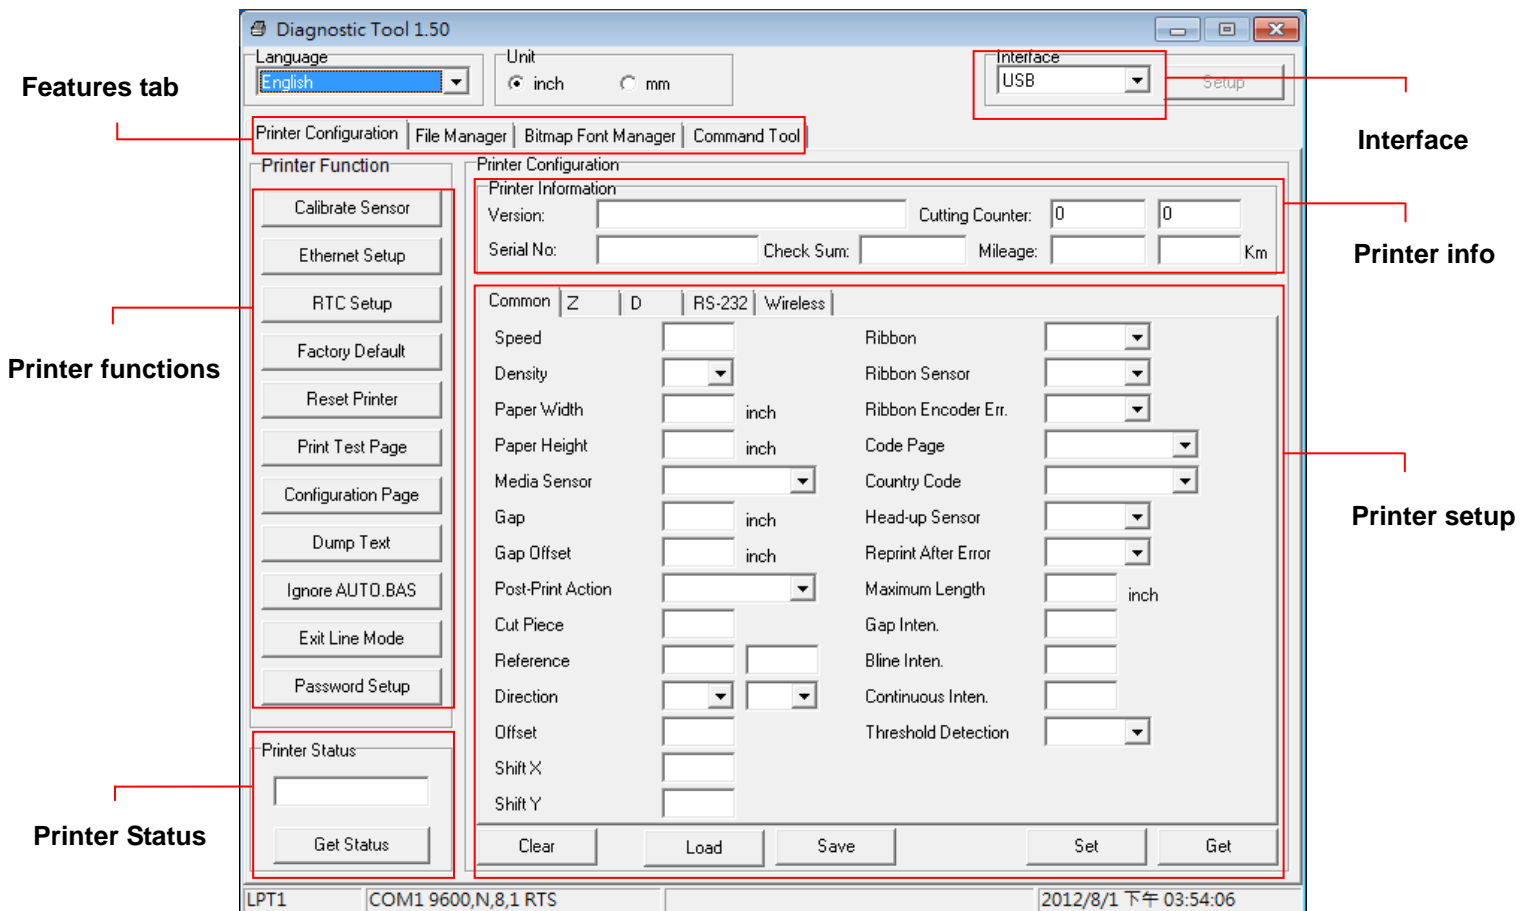 Diagnostic Tool 1.50
Language
Unit
Interface
English
inch
mm
USB
Setup
Features tab
Interface
Printer Configuration
File Manager
Bitmap Font Manager
Command Tool
Printer Function
Calibrate Sensor
Ethernet Setup
RTC Setup
Factory Default
Reset Printer
Print Test Page
Configuration Page
Dump Text
Ignore AUTO.BAS
Exit Line Mode
Password Setup
Printer functions
Printer Status
Get Status
Printer Status
Printer Configuration
Printer Information
Version:
Cutting Counter: 0 0
Serial No:
Check Sum:
Mileage:
Km
Printer info
Common
Z
D
RS-232
Wireless
Speed
Density
Paper Width inch
Paper Height inch
Media Sensor
Gap inch
Gap Offset inch
Post-Print Action
Cut Piece
Reference
Direction
Offset
Shift X
Shift Y
Ribbon
Ribbon Sensor
Ribbon Encoder Err.
Code Page
Country Code
Head-up Sensor
Reprint After Error
Maximum Length inch
Gap Inten.
Bline Inten.
Continuous Inten.
Threshold Detection
Printer setup
Clear
Load
Save
Set
Get
LPT1
COM1 9600,N,8,1 RTS
2012/8/1 下午 03:54:06